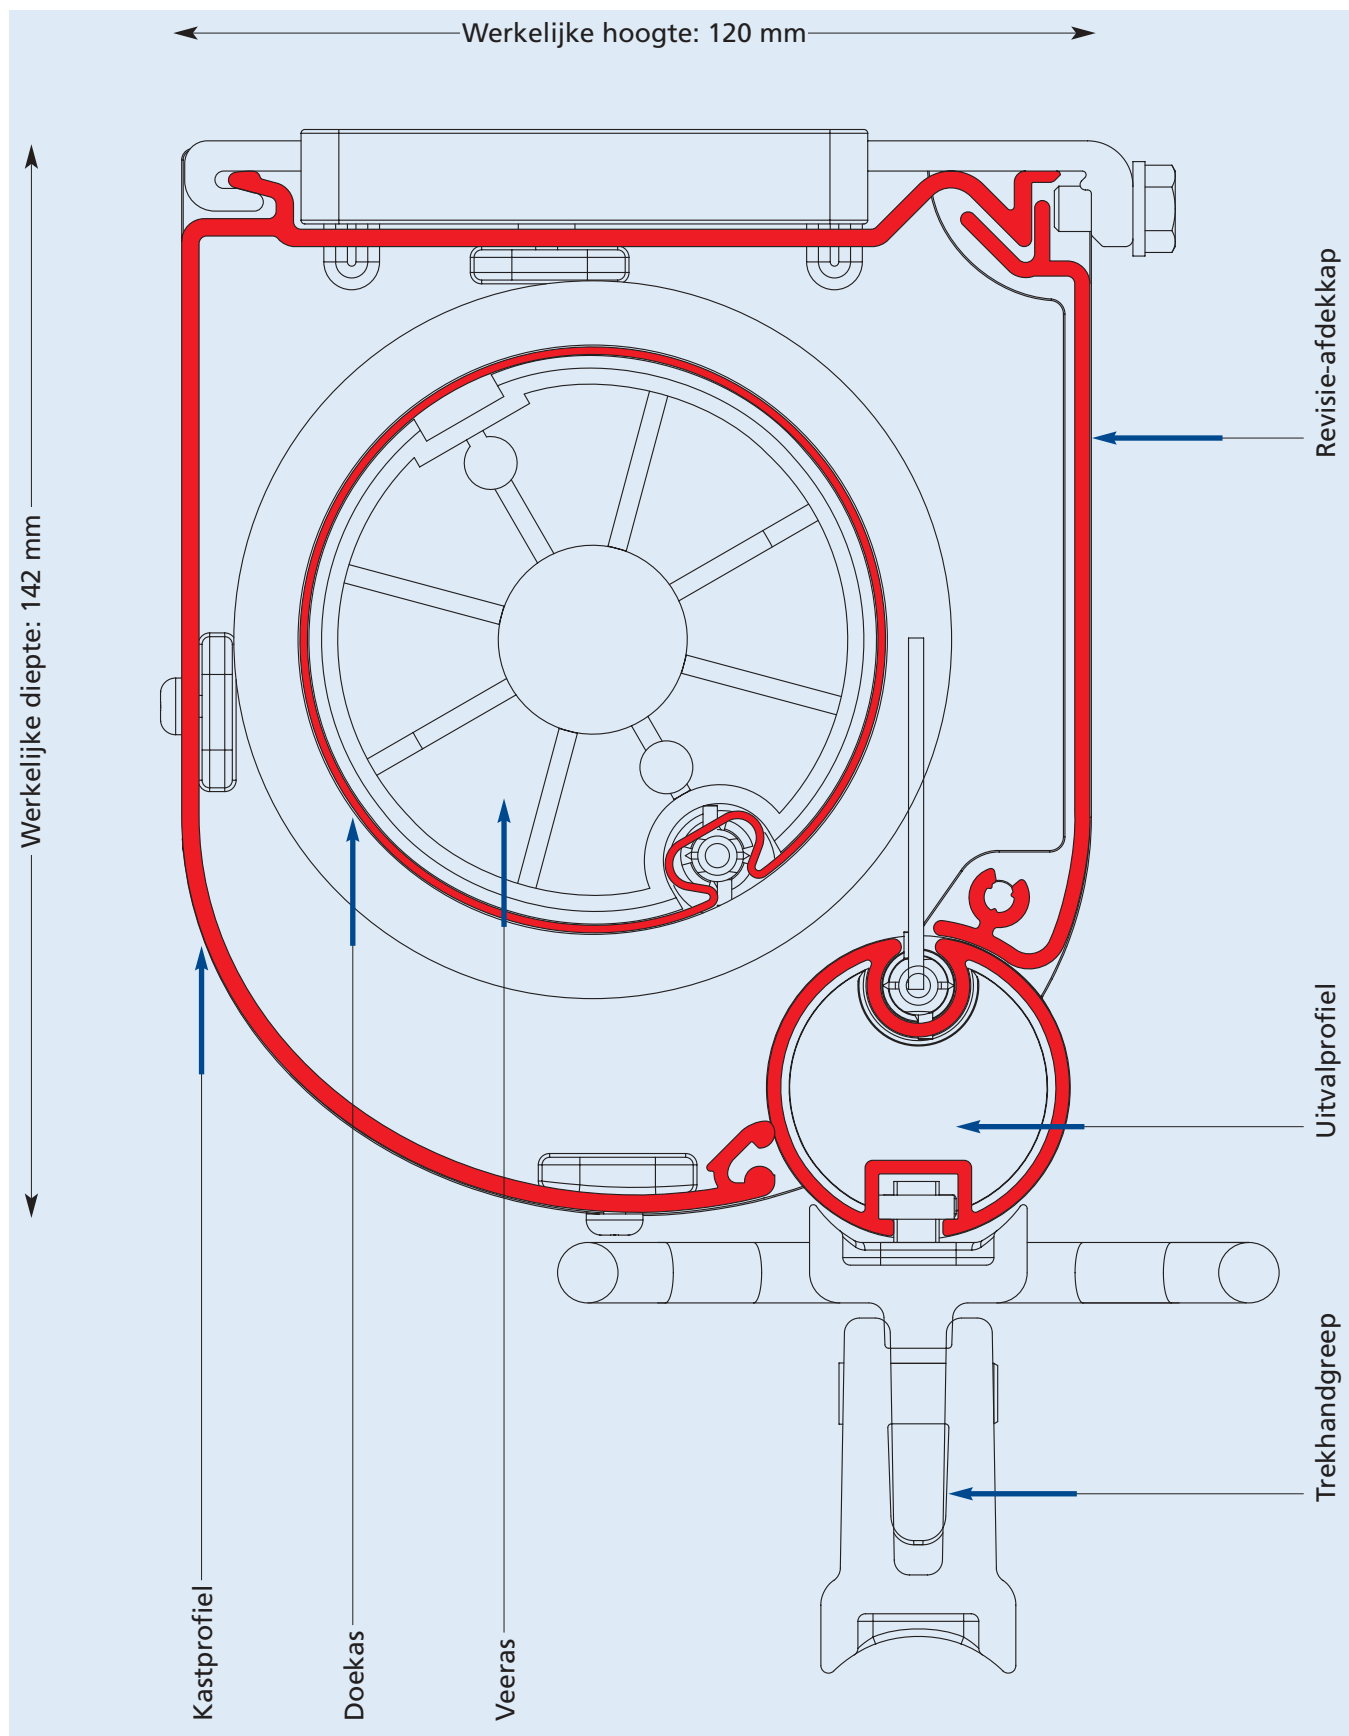 Werkelijke hoogte: 120 mm
Werkelijke diepte: 142 mm
Revisie-afdekkap
Uitvalprofiel
Trekhandgreep
Kastprofiel
Doekas
Veeras